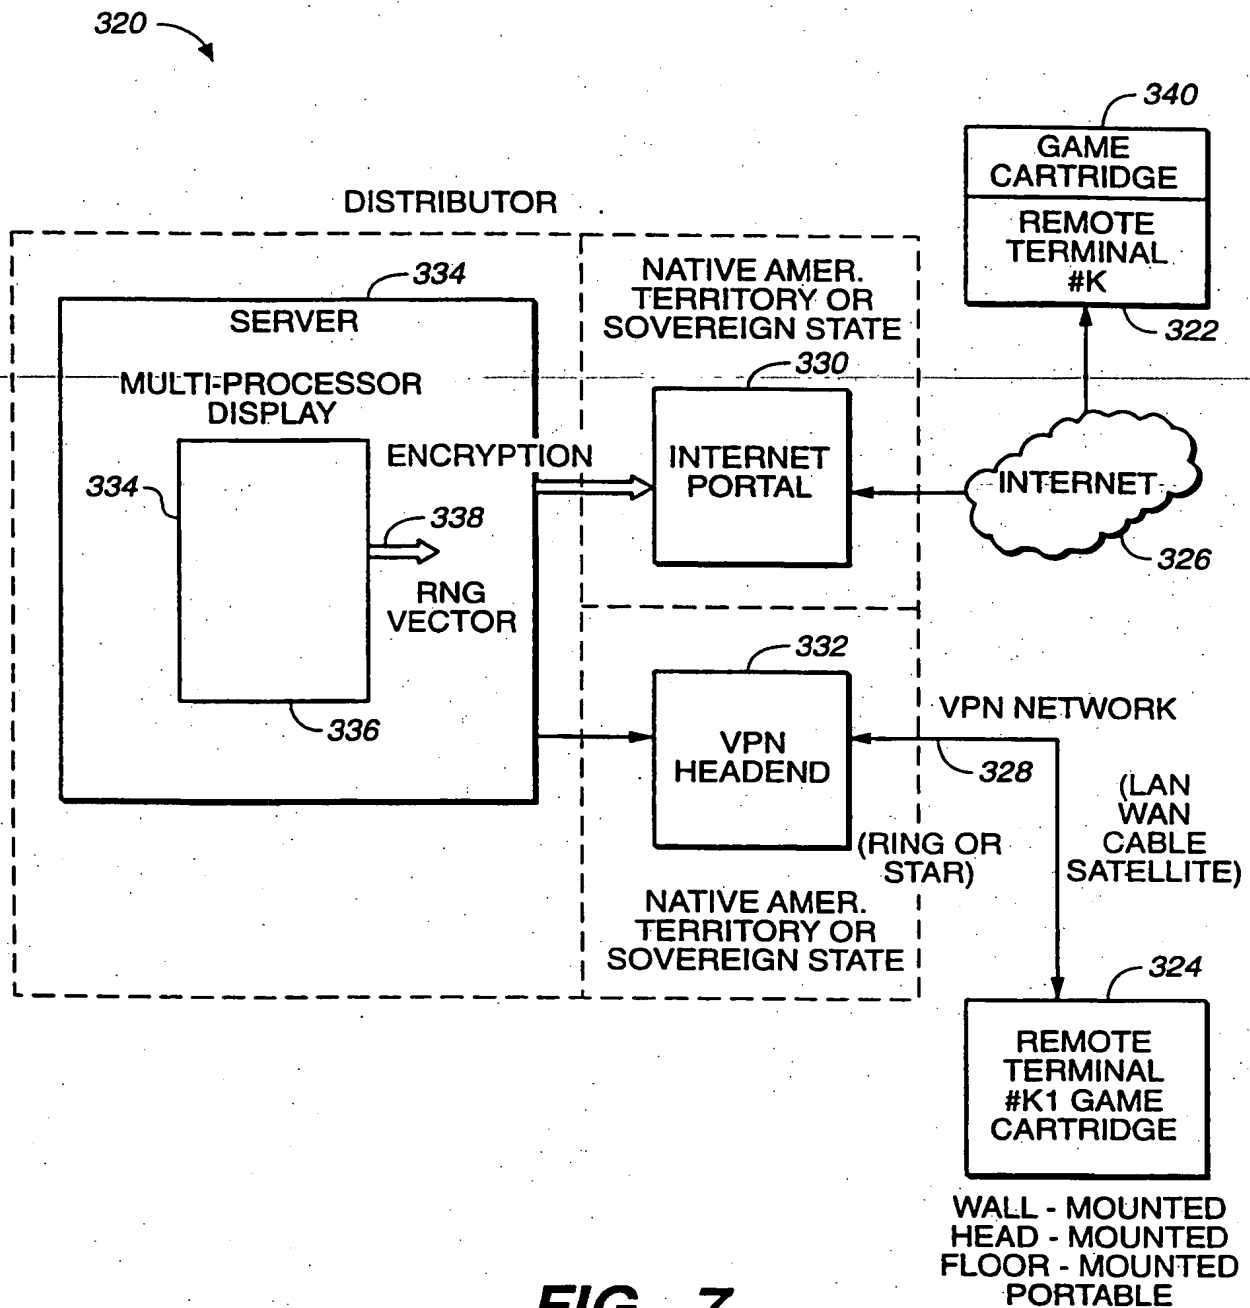 320
340
GAME
CARTRIDGE
REMOTE
TERMINAL
#K
322
DISTRIBUTOR
334
SERVER
MULTI-PROCESSOR
DISPLAY
334
336
338
RNG
VECTOR
ENCRYPTION
NATIVE AMER.
TERRITORY OR
SOVEREIGN STATE
330
INTERNET
PORTAL
INTERNET
326
332
VPN
HEADEND
VPN NETWORK
328
(RING OR
STAR)
(LAN
WAN
CABLE
SATELLITE)
NATIVE AMER.
TERRITORY OR
SOVEREIGN STATE
324
REMOTE
TERMINAL
#K1 GAME
CARTRIDGE
WALL - MOUNTED
HEAD - MOUNTED
FLOOR - MOUNTED
PORTABLE
FIG._7